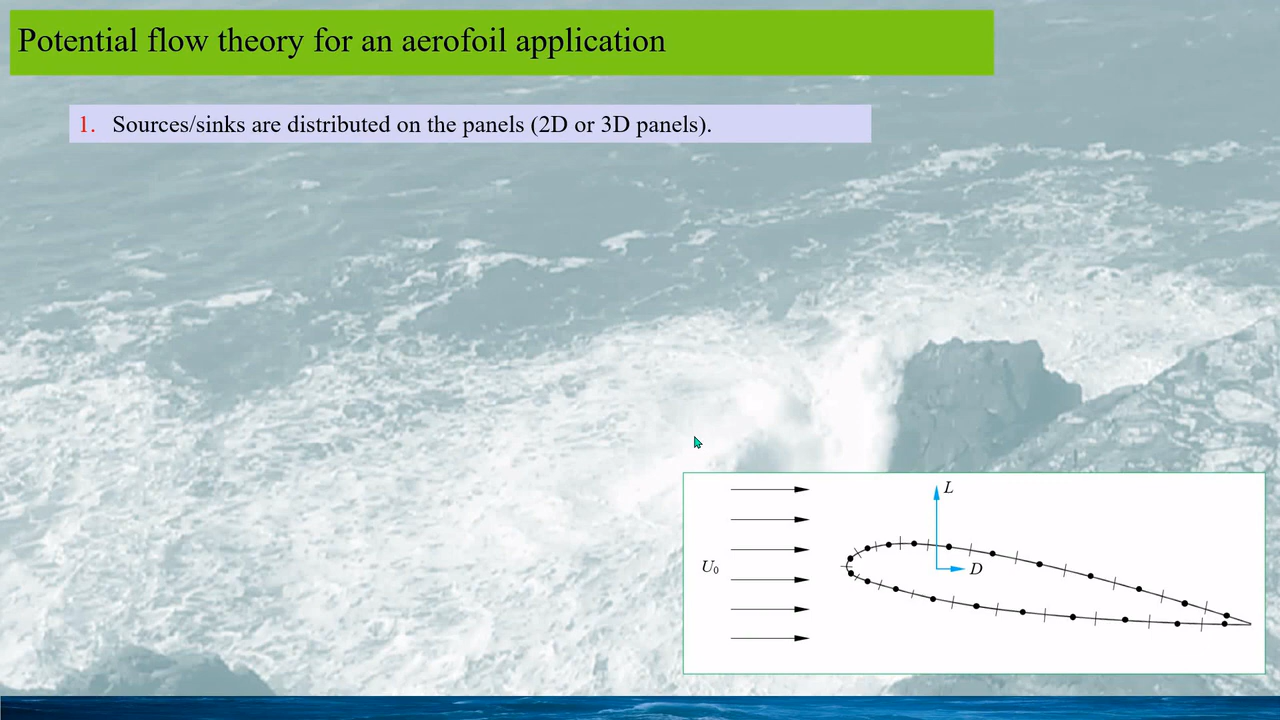 Potential flow theory for an aerofoil application
1. Sources/sinks are distributed on the panels (2D or 3D panels).
L
U₀
D